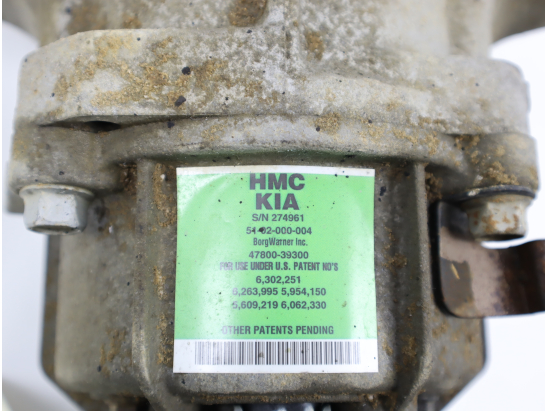 HMC
KIA
S/N 274961
BorgWarner Inc.
47800-39300
FOR USE UNDER U.S. PATENT NO'S
6,302,251
6,263,995 5,954,150
5,609,219 6,062,330
OTHER PATENTS PENDING